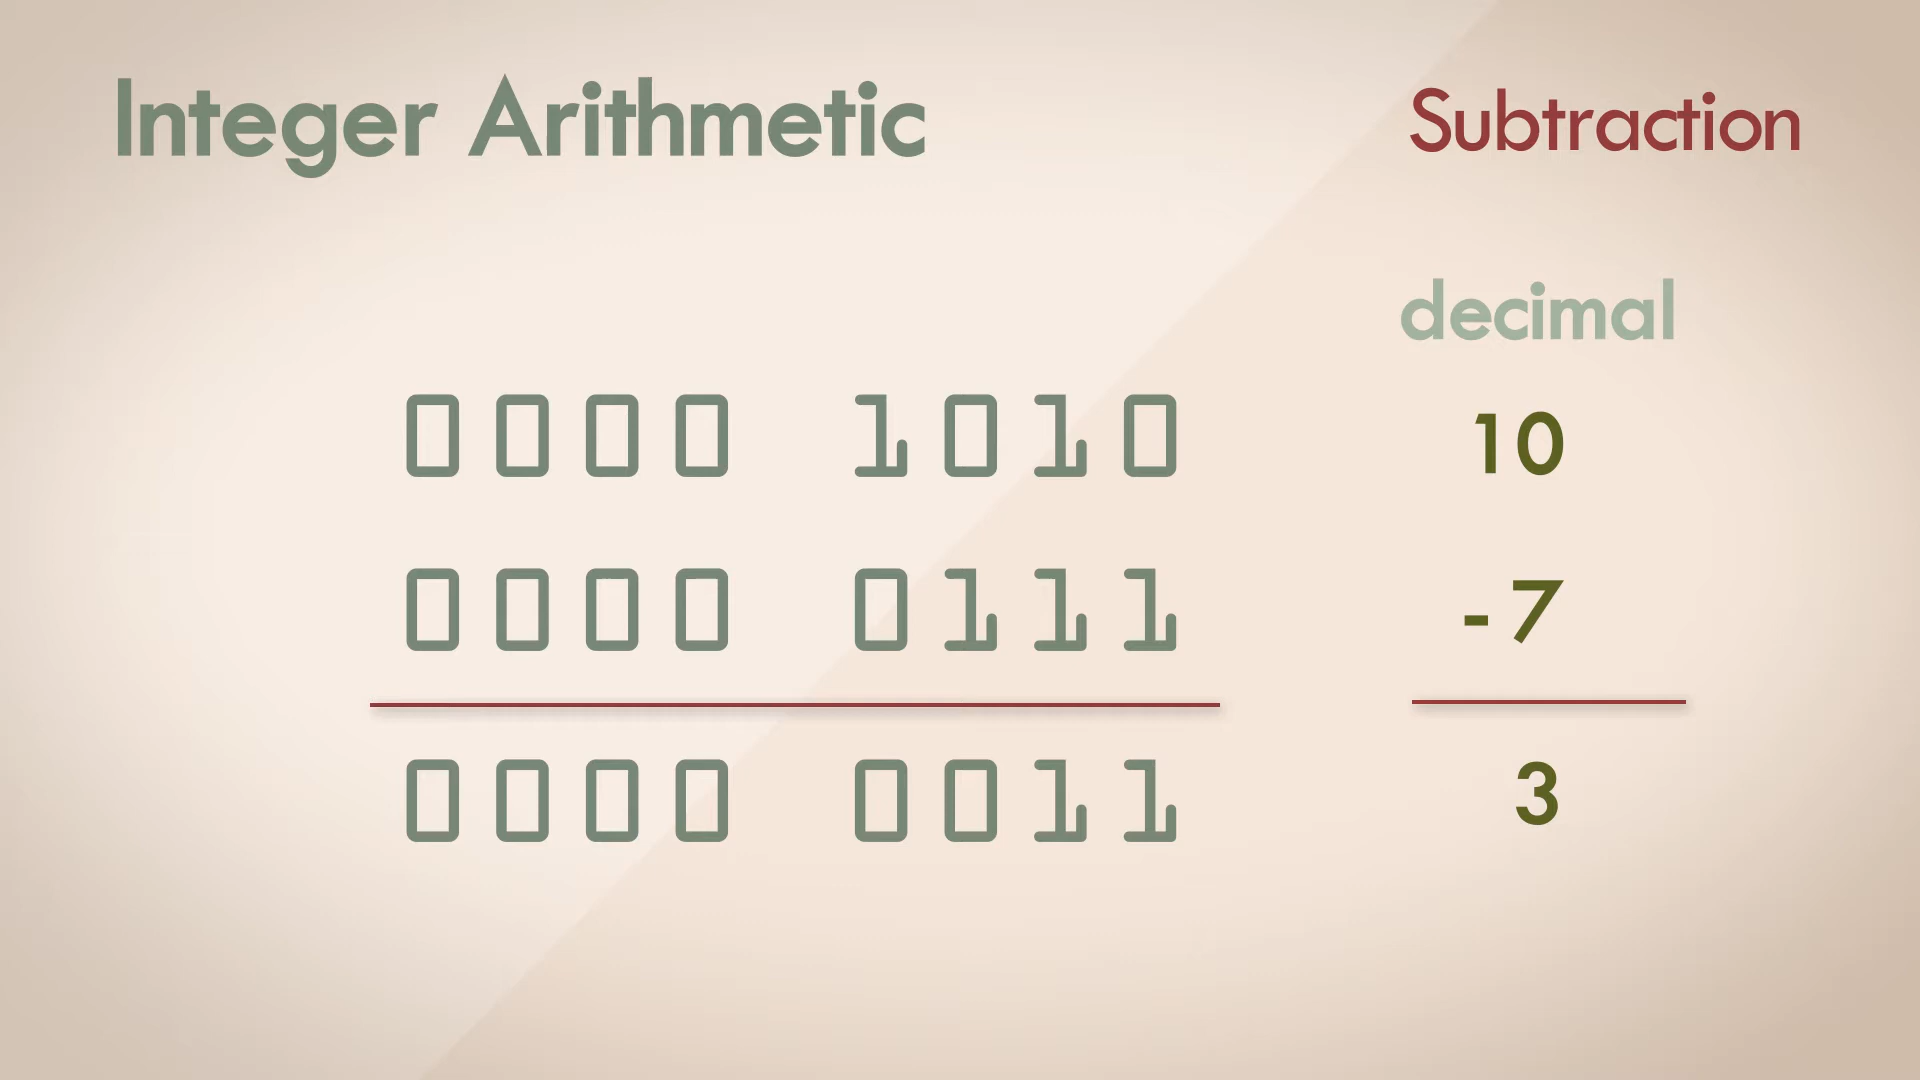 Integer Arithmetic
Subtraction
decimal
0000 1010 10
0000 0111 -7
0000 0011 3